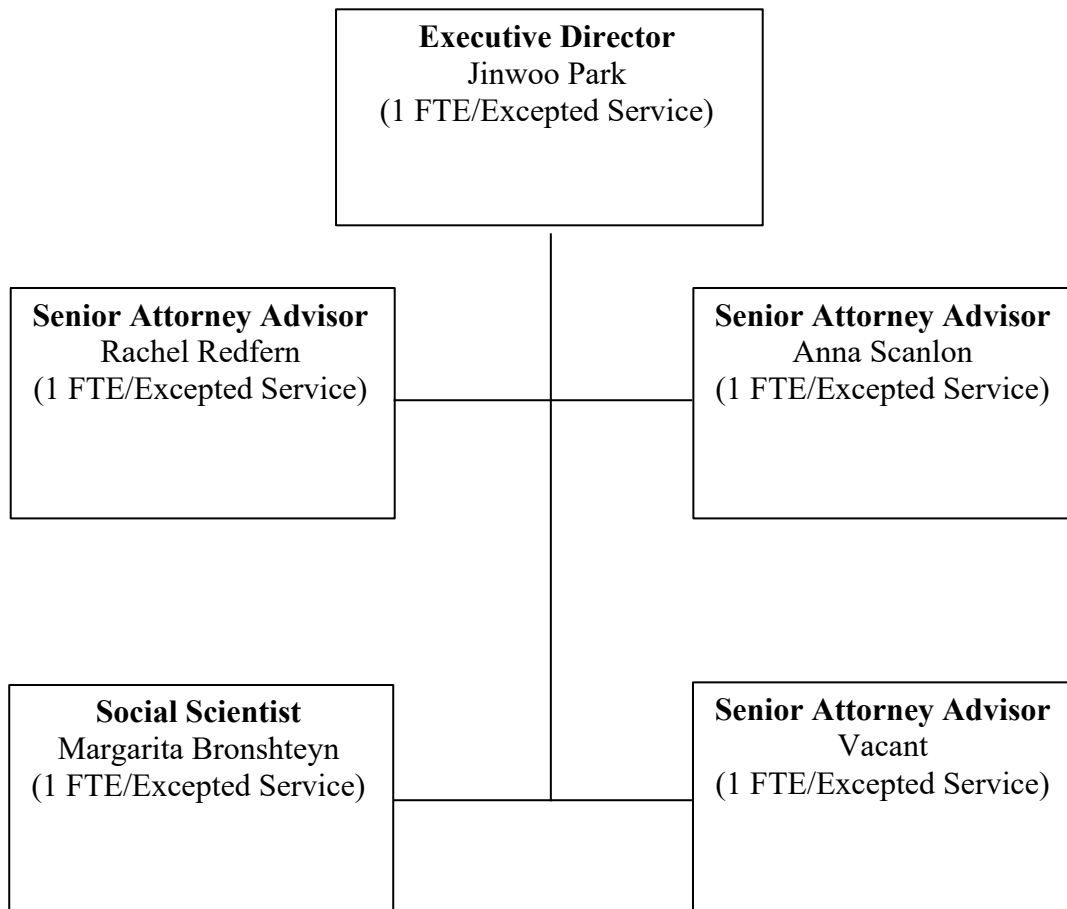 Executive Director
Jinwoo Park
(1 FTE/Excepted Service)
Senior Attorney Advisor
Rachel Redfern
(1 FTE/Excepted Service)
Senior Attorney Advisor
Anna Scanlon
(1 FTE/Excepted Service)
Social Scientist
Margarita Bronshteyn
(1 FTE/Excepted Service)
Senior Attorney Advisor
Vacant
(1 FTE/Excepted Service)